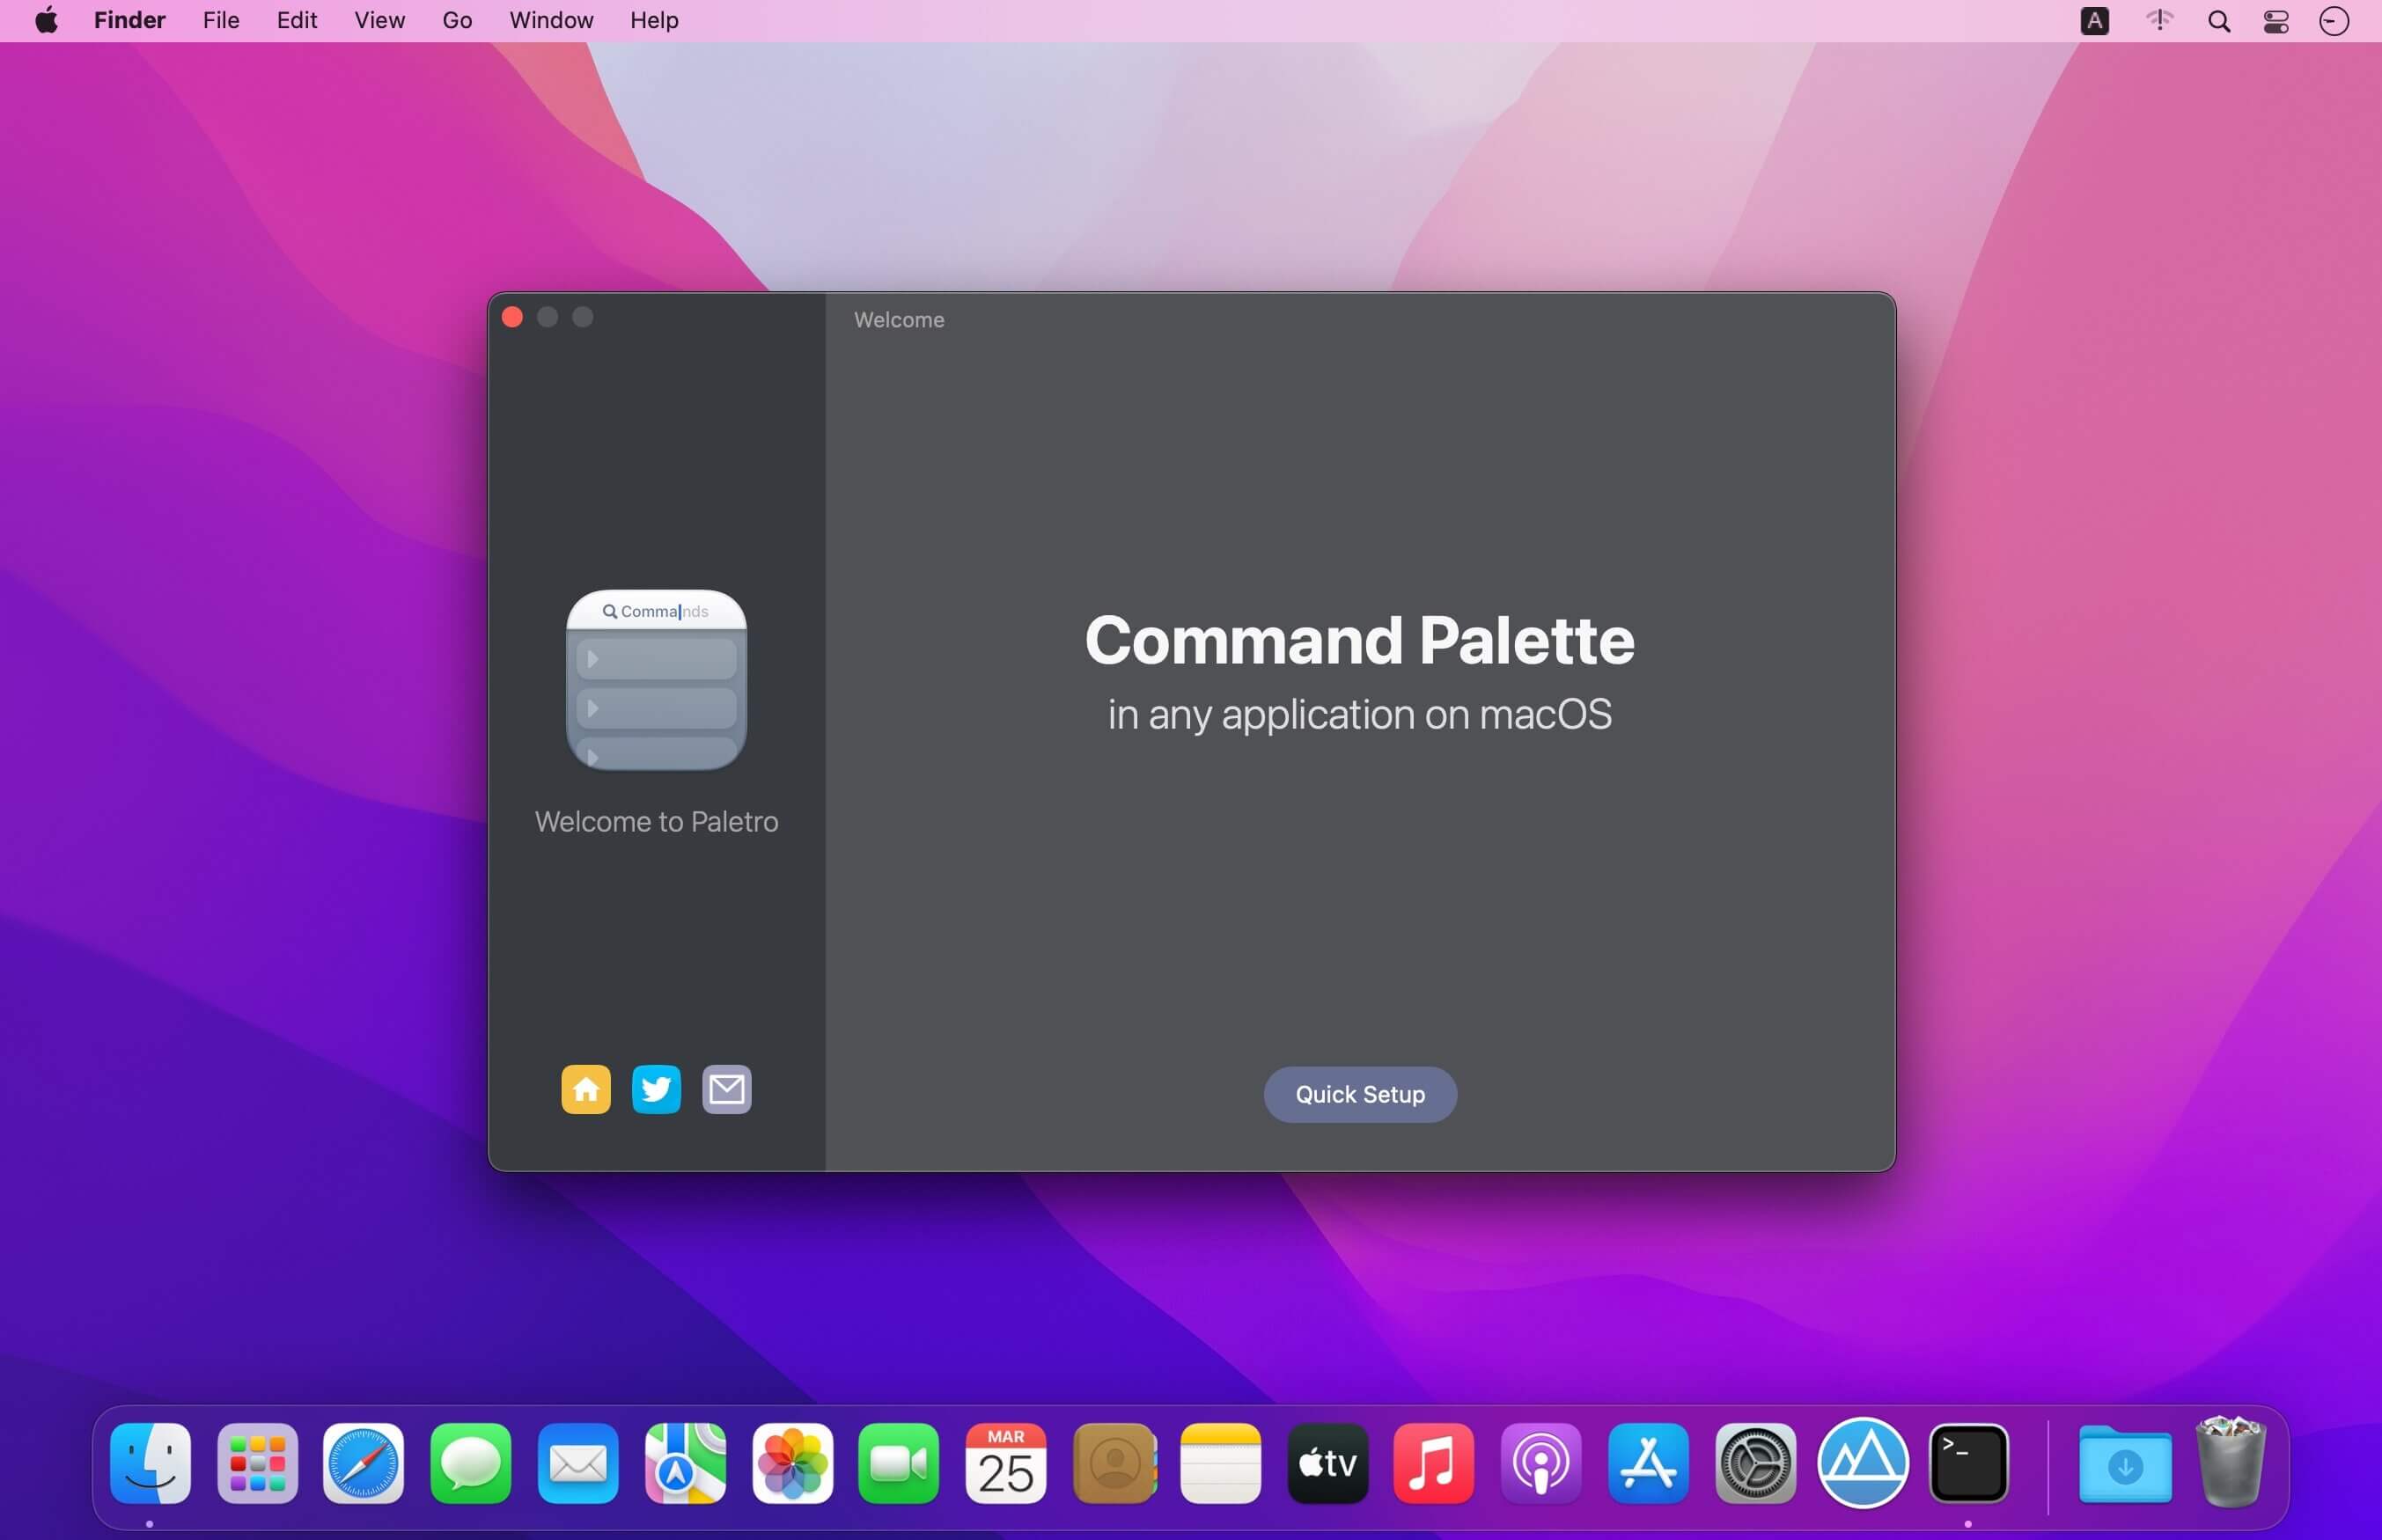 Finder File Edit View Go Window Help A
Welcome
Commands
Command Palette
in any application on macOS
Welcome to Paletro
Quick Setup
MAR
25
tv
>_